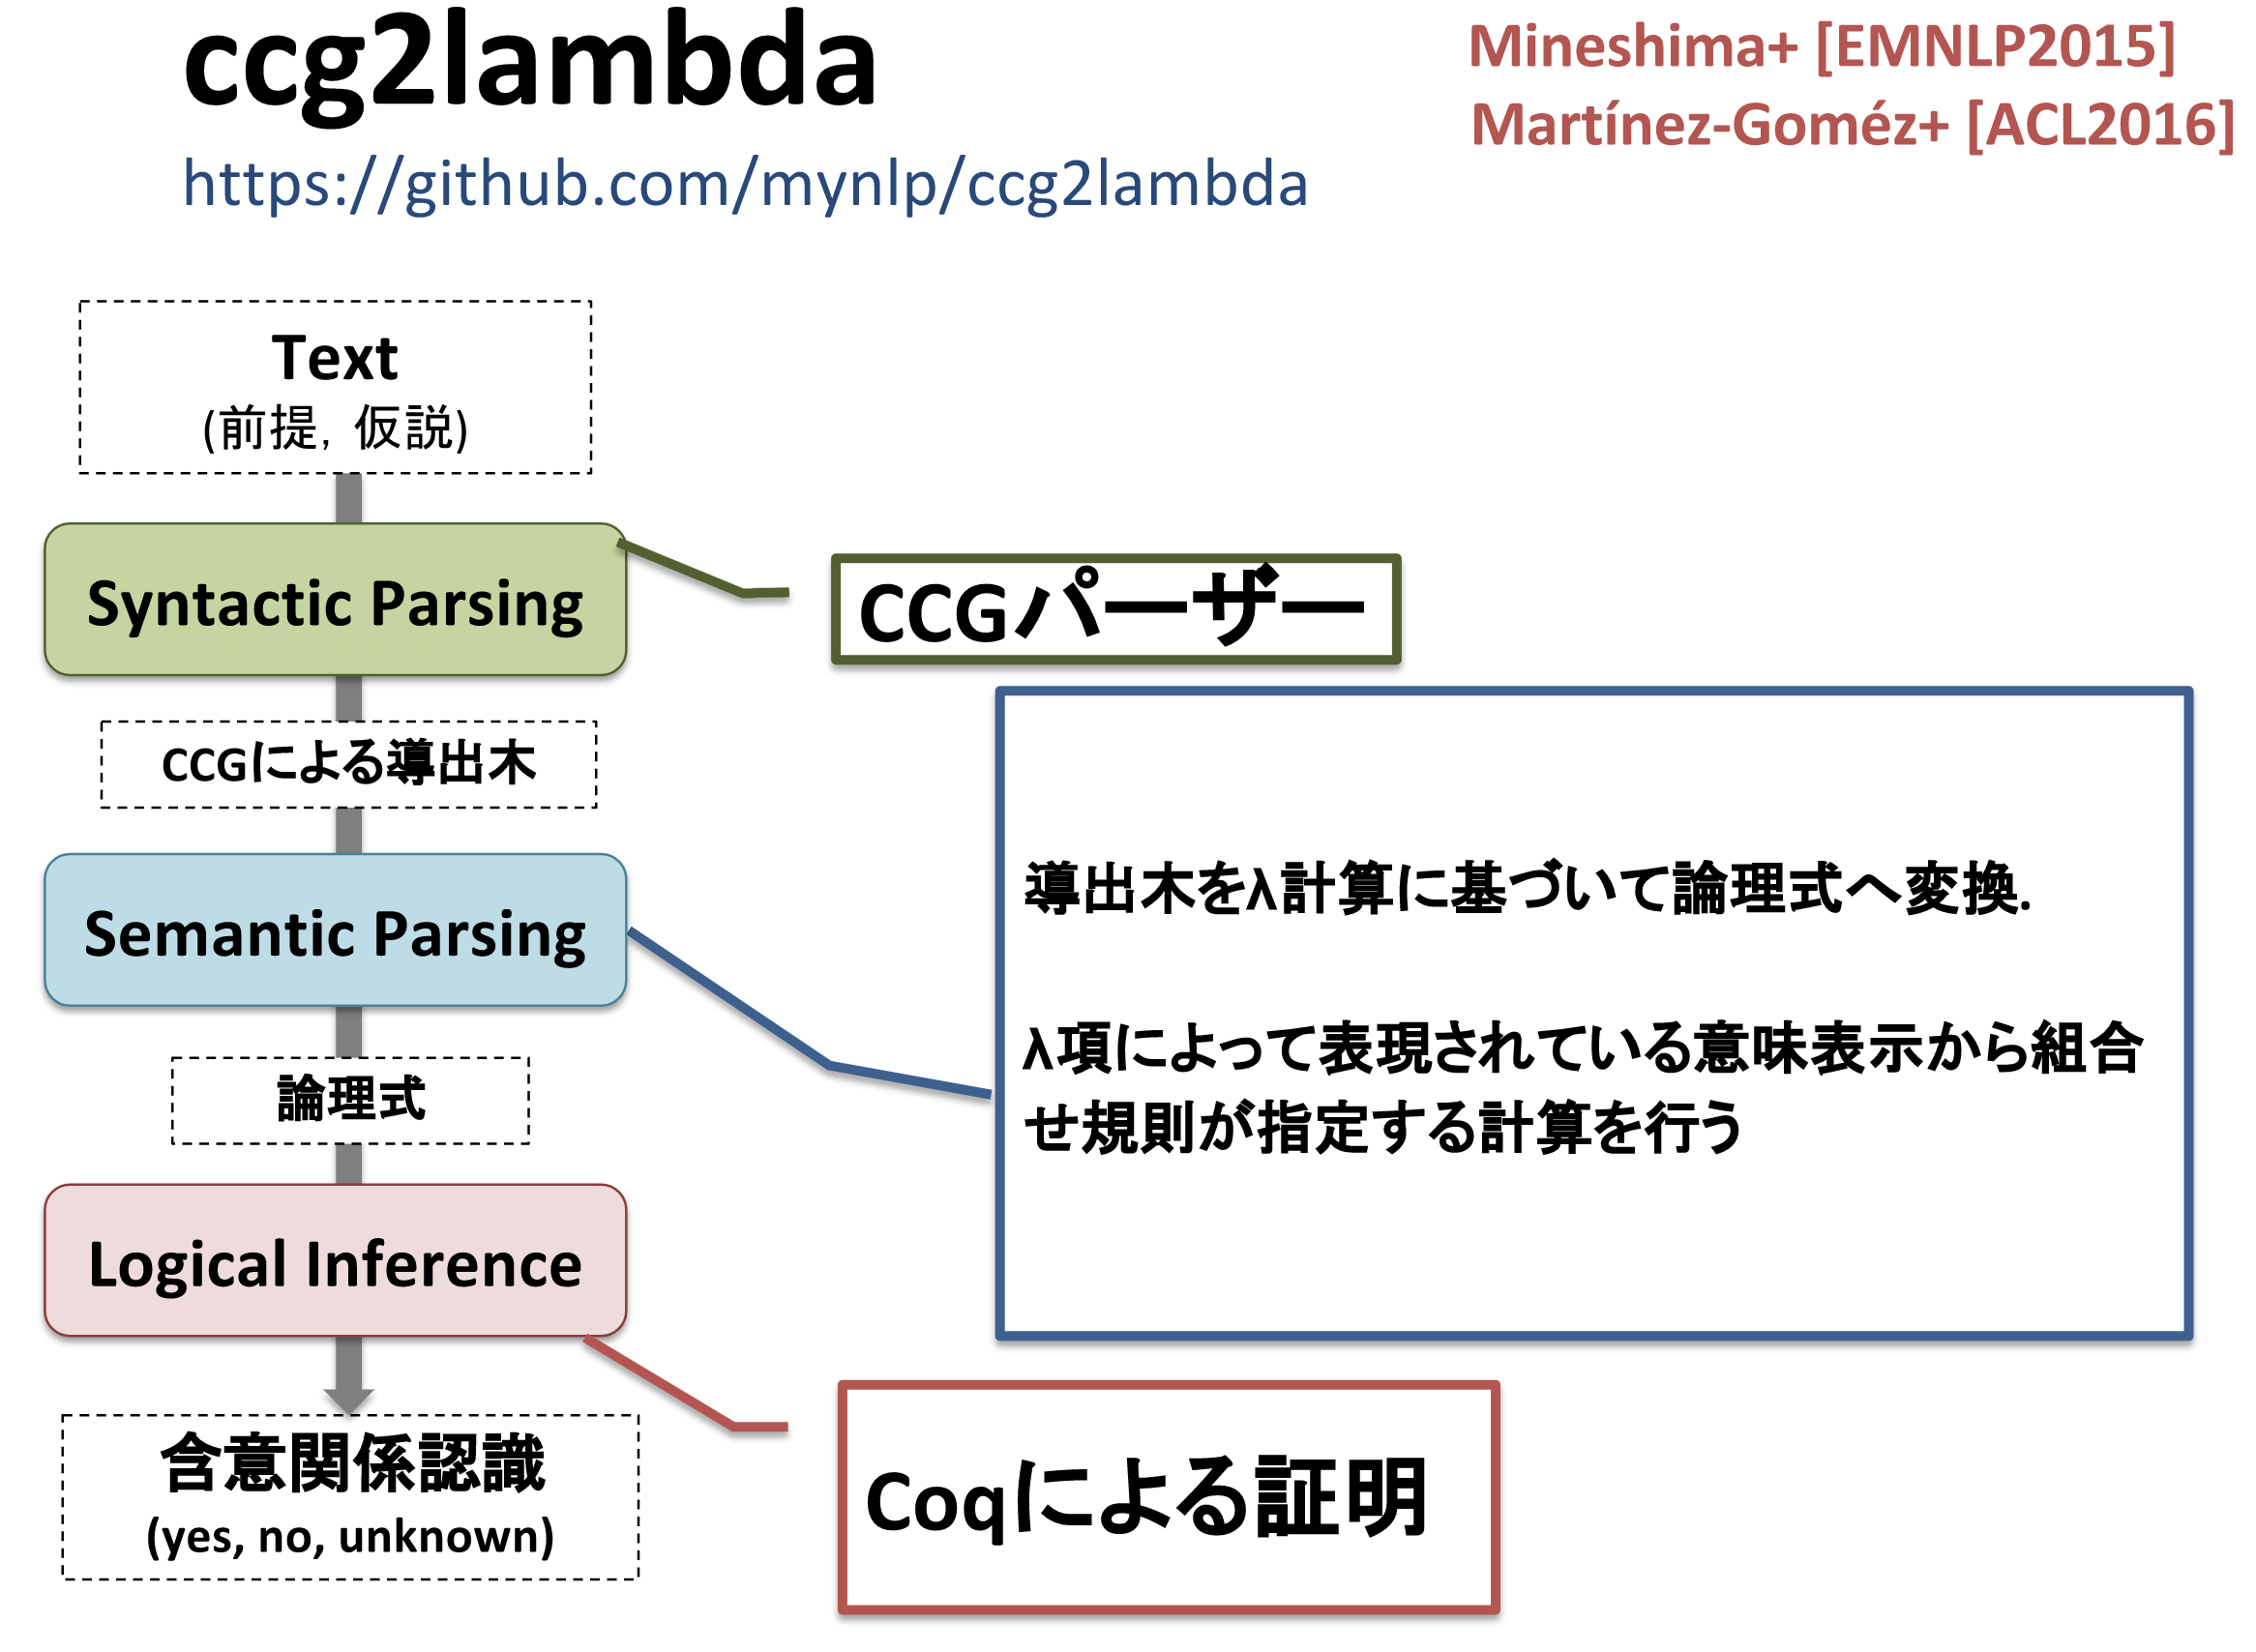 ccg2lambda
https://github.com/mynlp/ccg2lambda
Mineshima+ [EMNLP2015]
Martínez-Goméz+ [ACL2016]
Text
(前提, 仮説)
Syntactic Parsing
CCGパーザー
CCGによる導出木
Semantic Parsing
導出木をλ計算に基づいて論理式へ変換.
λ項によって表現されている意味表示から組合
せ規則が指定する計算を行う
論理式
Logical Inference
Coqによる証明
含意関係認識
(yes, no, unknown)